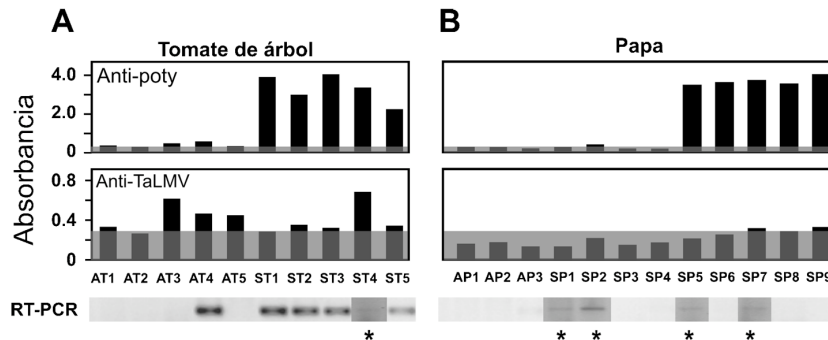 A
B
Tomate de árbol
Papa
Absorbancia
Anti-poty
4.0
2.0
0
Anti-TaLMV
0.8
0.4
0
AT1 AT2 AT3 AT4 AT5 ST1 ST2 ST3 ST4 ST5
AP1 AP2 AP3 SP1 SP2 SP3 SP4 SP5 SP6 SP7 SP8 SP9
RT-PCR
*
* * * *